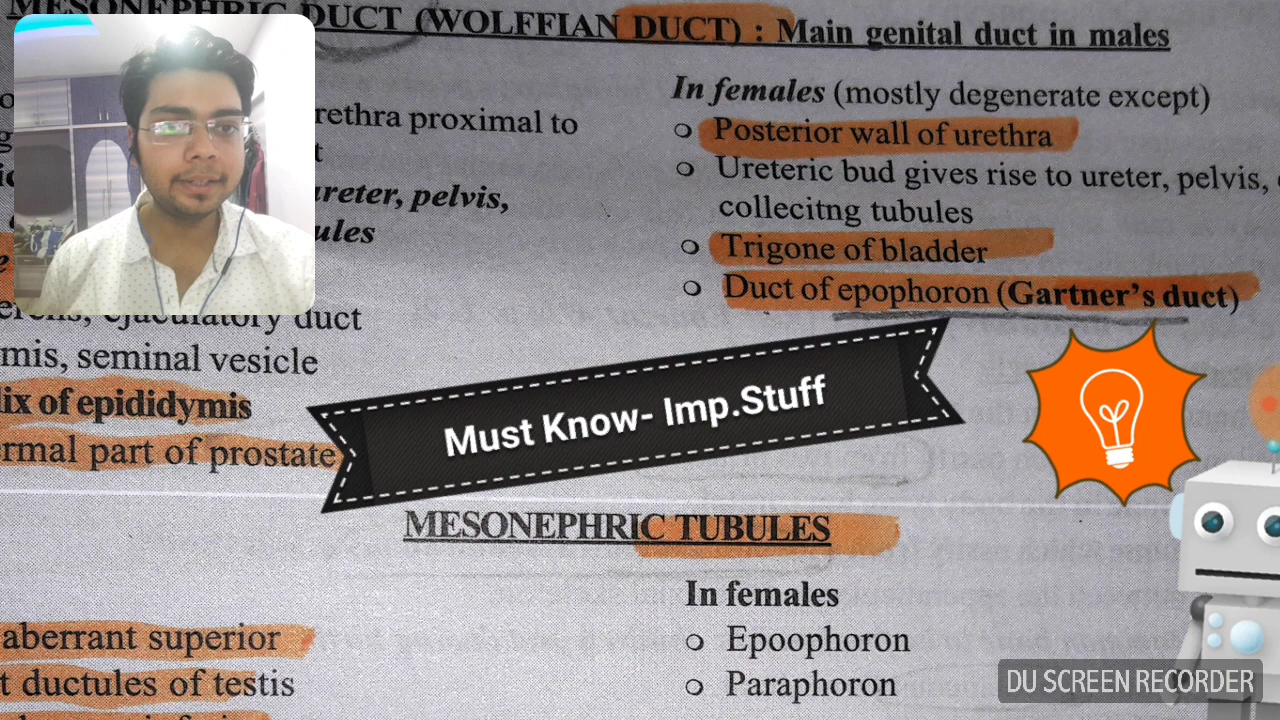 MESONEPHRIC DUCT (WOLFFIAN DUCT) : Main genital duct in males
rethra proximal to
ureter, pelvis,
ules
ejaculatory duct
mis, seminal vesicle
lix of epididymis
ermal part of prostate
In females (mostly degenerate except)
Posterior wall of urethra
Ureteric bud gives rise to ureter, pelvis,
collecitng tubules
Trigone of bladder
Duct of epophoron (Gartner's duct)
Must Know- Imp.Stuff
MESONEPHRIC TUBULES
aberrant superior
t ductules of testis
In females
Epoophoron
Paraphoron
DU SCREEN RECORDER